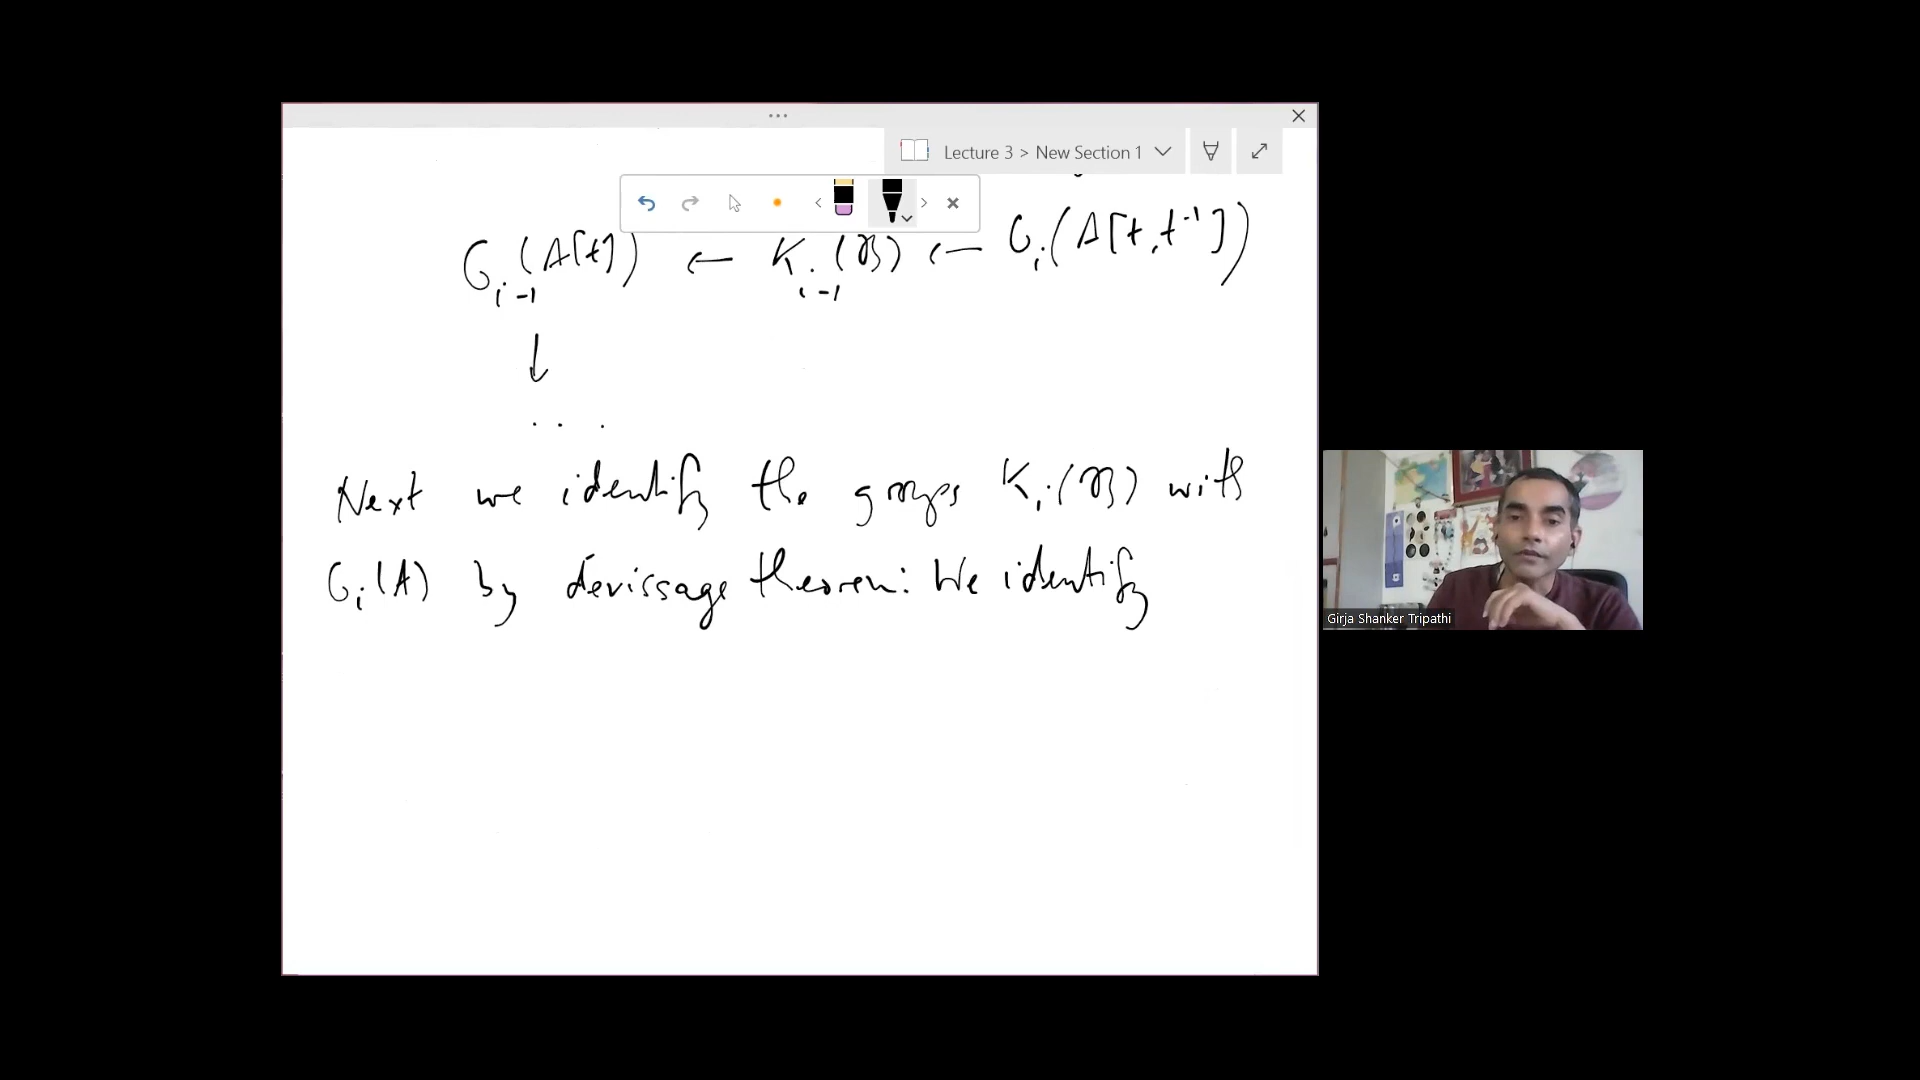 Lecture 3 > New Section 1
G_{i-1}(A[t]) ← K_{i-1}(B) ← G_i(A[t,t^{-1}])
↓
. . .
Next we identify the groups K_i(B) with
G_i(A) by devissage theorem: We identify
Girja Shanker Tripathi